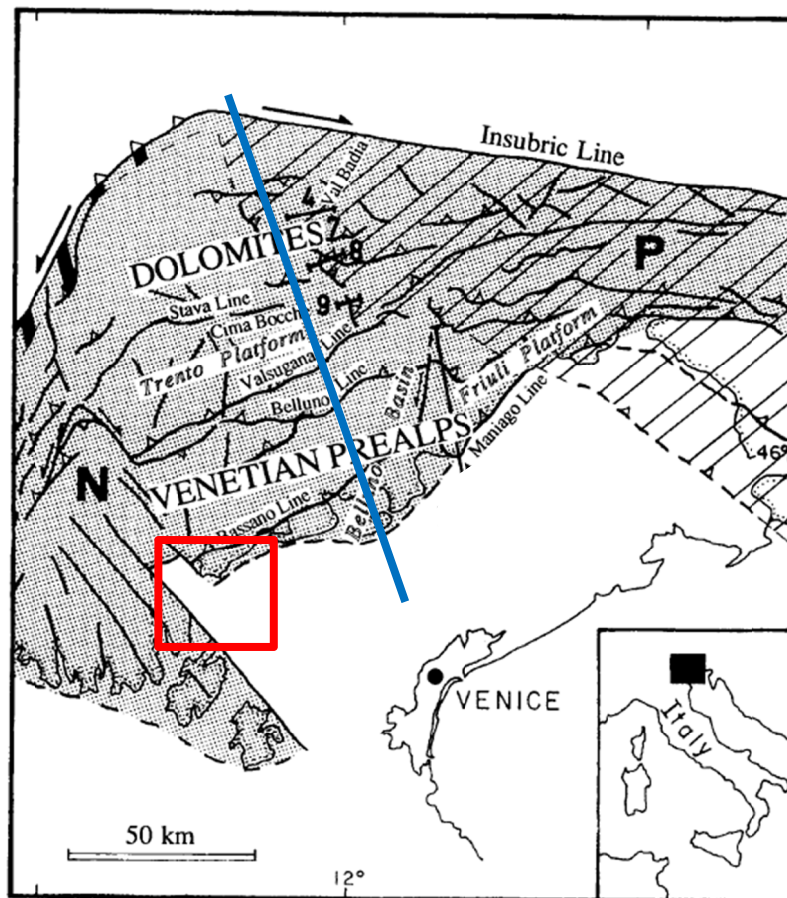 Insubric Line
Val Badia
4
7
8
DOLOMITES
P
Stava Line
Cima Bocche
9
Trento Platform
Valsugana Line
Friuli Platform
Belluno Line
Basin
Maniago Line
46°
N
VENETIAN PREALPS
Bassano Line
Belluno
VENICE
Italy
50 km
12°